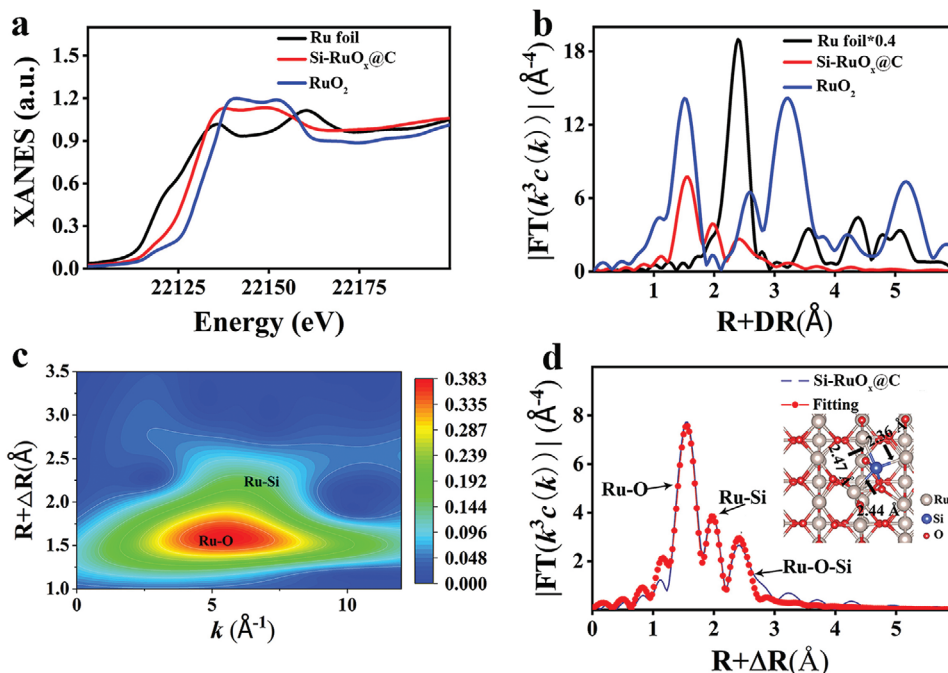 a
Ru foil
Si-RuOₓ@C
RuO₂
XANES (a.u.)
1.5
1.2
0.9
0.6
0.3
0.0
22125 22150 22175
Energy (eV)
b
Ru foil*0.4
Si-RuOₓ@C
RuO₂
|FT(k³c(k))| (Å⁻⁴)
18
12
6
0
1 2 3 4 5
R+DR(Å)
c
R+ΔR(Å)
3.5
3.0
2.5
2.0
1.5
1.0
Ru-Si
Ru-O
0 5 10
k (Å⁻¹)
0.383
0.335
0.287
0.239
0.191
0.144
0.096
0.048
0.000
d
Si-RuOₓ@C
Fitting
|FT(k³c(k))| (Å⁻⁴)
8
6
4
2
0
Ru-O
Ru-Si
Ru-O-Si
2.36 Å
2.47
2.44 Å
Ru
Si
O
0 1 2 3 4 5
R+ΔR(Å)